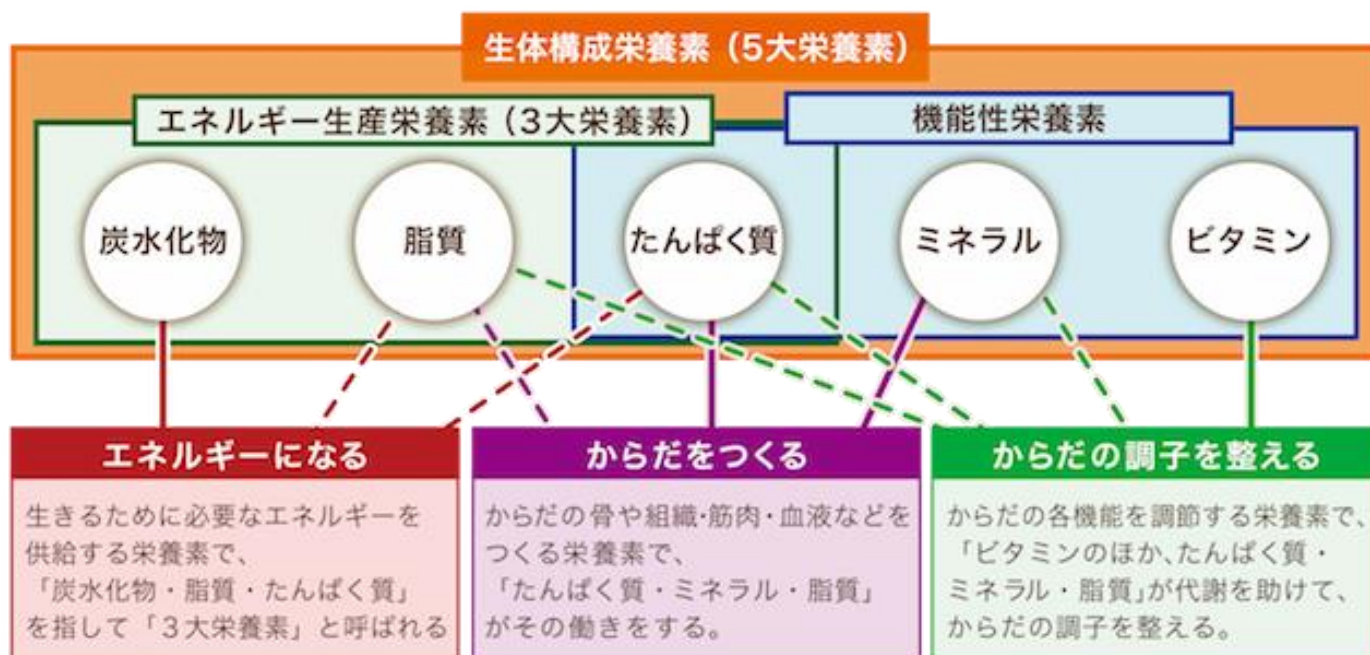 生体構成栄養素（5大栄養素）
エネルギー生産栄養素（3大栄養素）
機能性栄養素
炭水化物
脂質
たんぱく質
ミネラル
ビタミン
エネルギーになる
生きるために必要なエネルギーを
供給する栄養素で、
「炭水化物・脂質・たんぱく質」
を指して「３大栄養素」と呼ばれる
からだをつくる
からだの骨や組織・筋肉・血液などを
つくる栄養素で、
「たんぱく質・ミネラル・脂質」
がその働きをする。
からだの調子を整える
からだの各機能を調節する栄養素で、
「ビタミンのほか、たんぱく質・
ミネラル・脂質」が代謝を助けて、
からだの調子を整える。